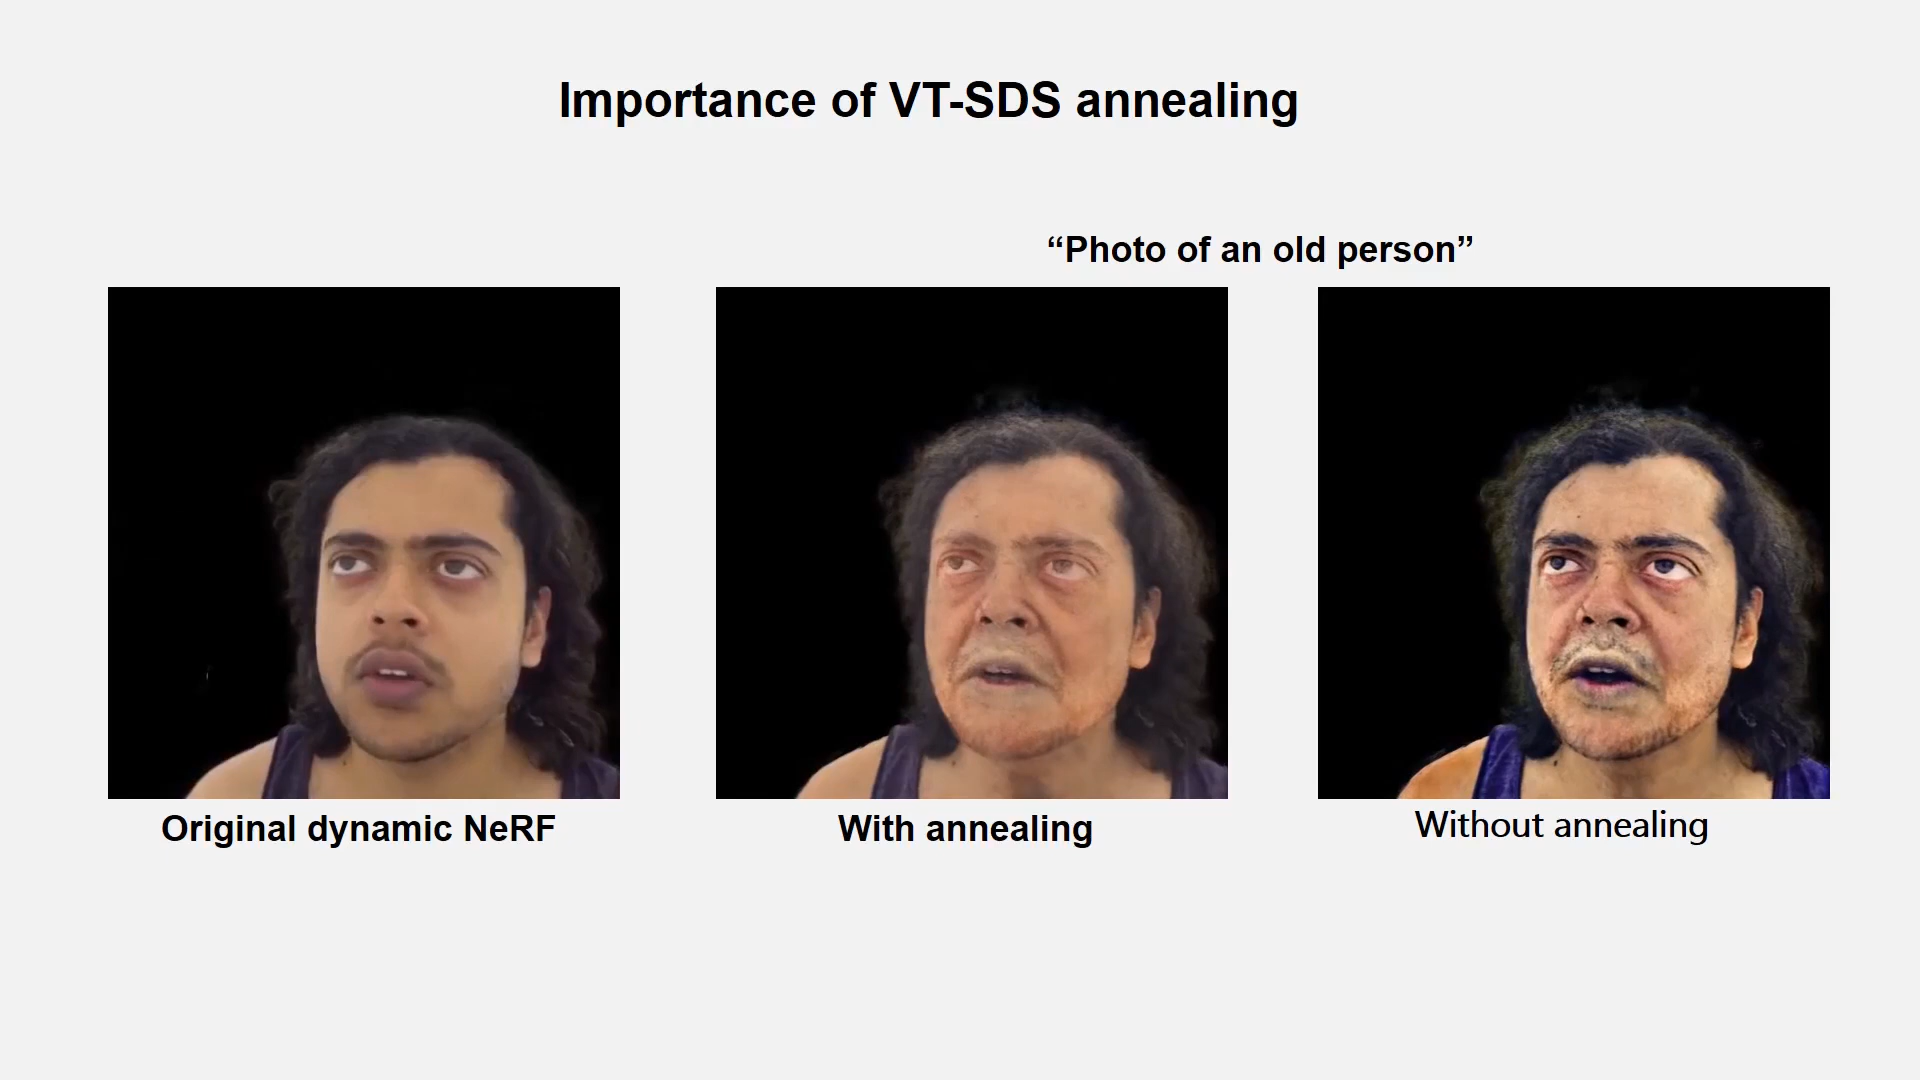 Importance of VT-SDS annealing
“Photo of an old person”
Original dynamic NeRF
With annealing
Without annealing